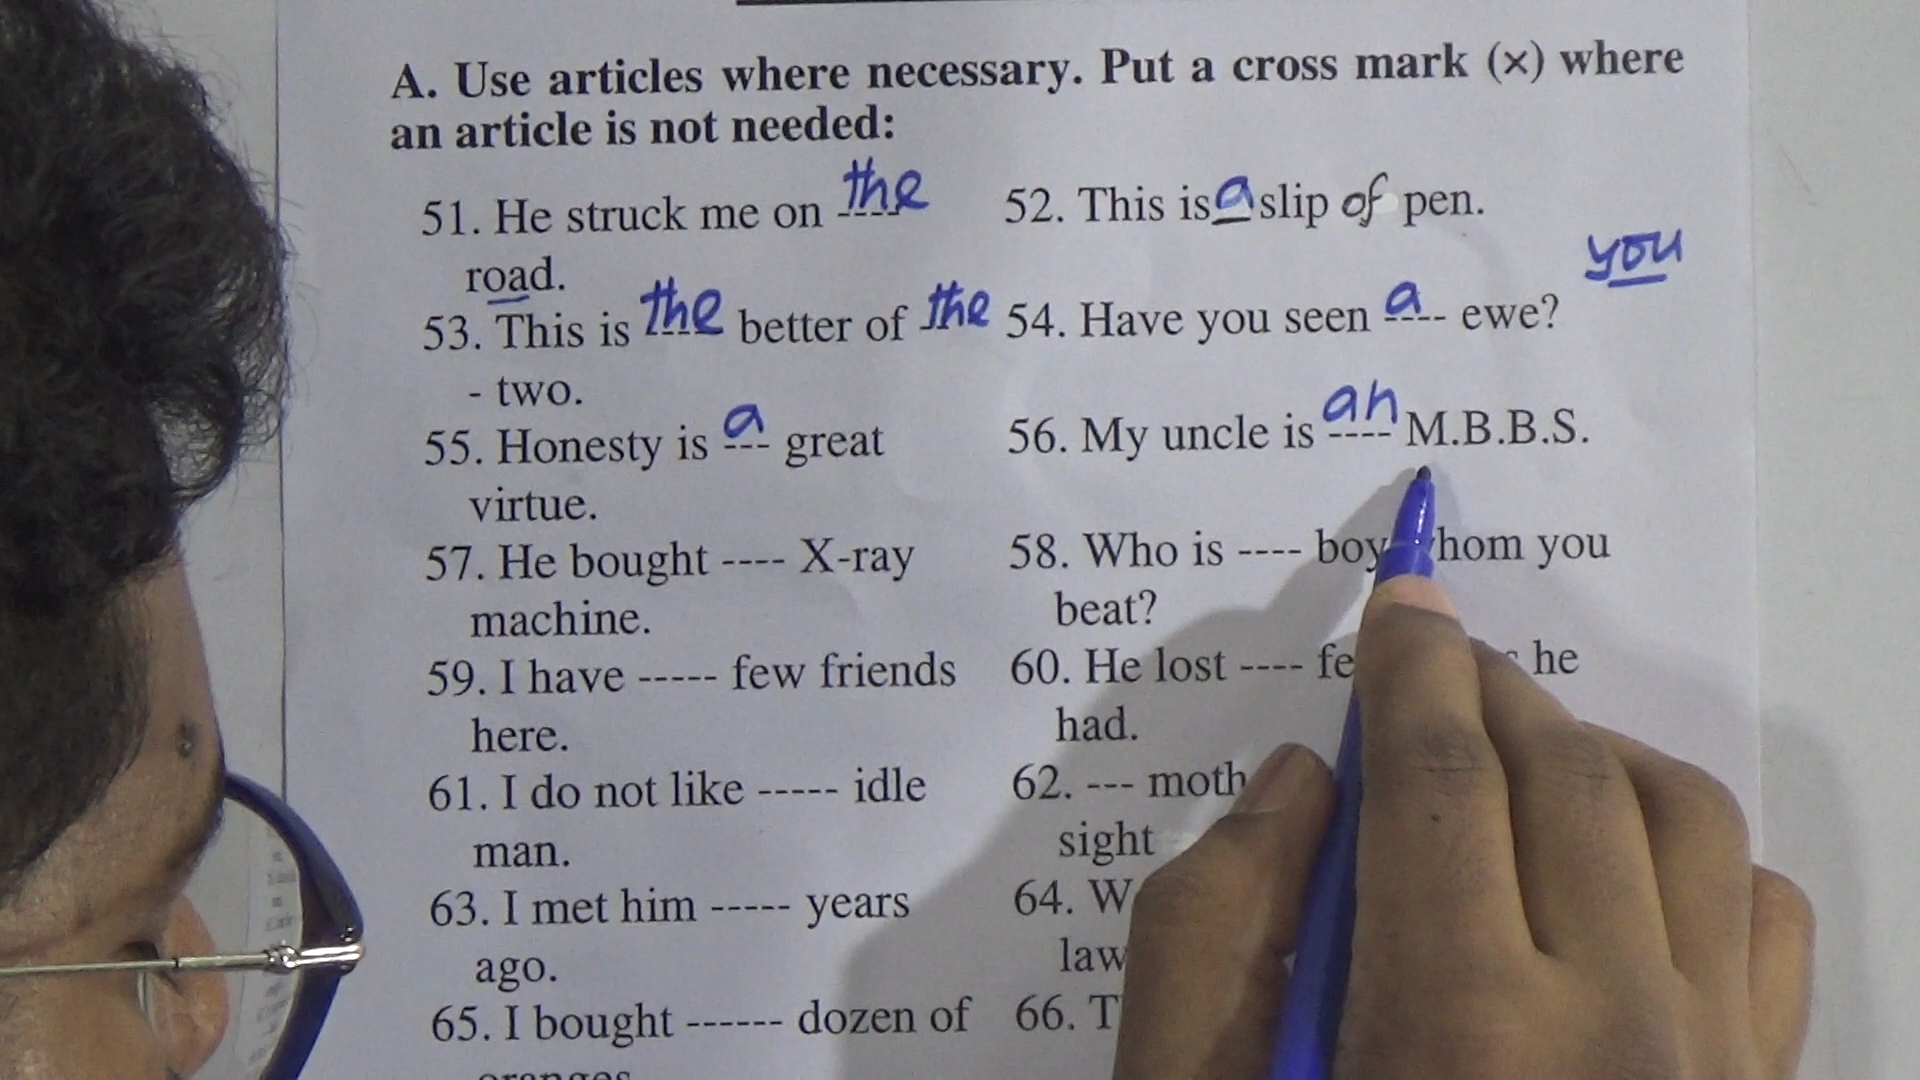 A. Use articles where necessary. Put a cross mark (×) where
an article is not needed:
51. He struck me on the
road.
52. This is a slip of pen.
you
53. This is the better of the
- two.
54. Have you seen a ---- ewe?
55. Honesty is a --- great
virtue.
56. My uncle is an ---- M.B.B.S.
57. He bought ---- X-ray
machine.
58. Who is ---- boy whom you
beat?
59. I have ----- few friends
here.
60. He lost ---- he
had.
61. I do not like ----- idle
man.
62. ---
sight
63. I met him ----- years
ago.
64.
law
65. I bought ------ dozen of
oranges
66.